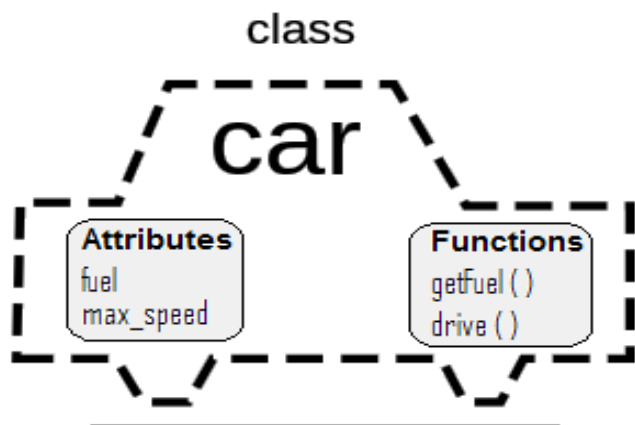 class
car
Attributes
fuel
max_speed
Functions
getFuel ( )
drive ( )